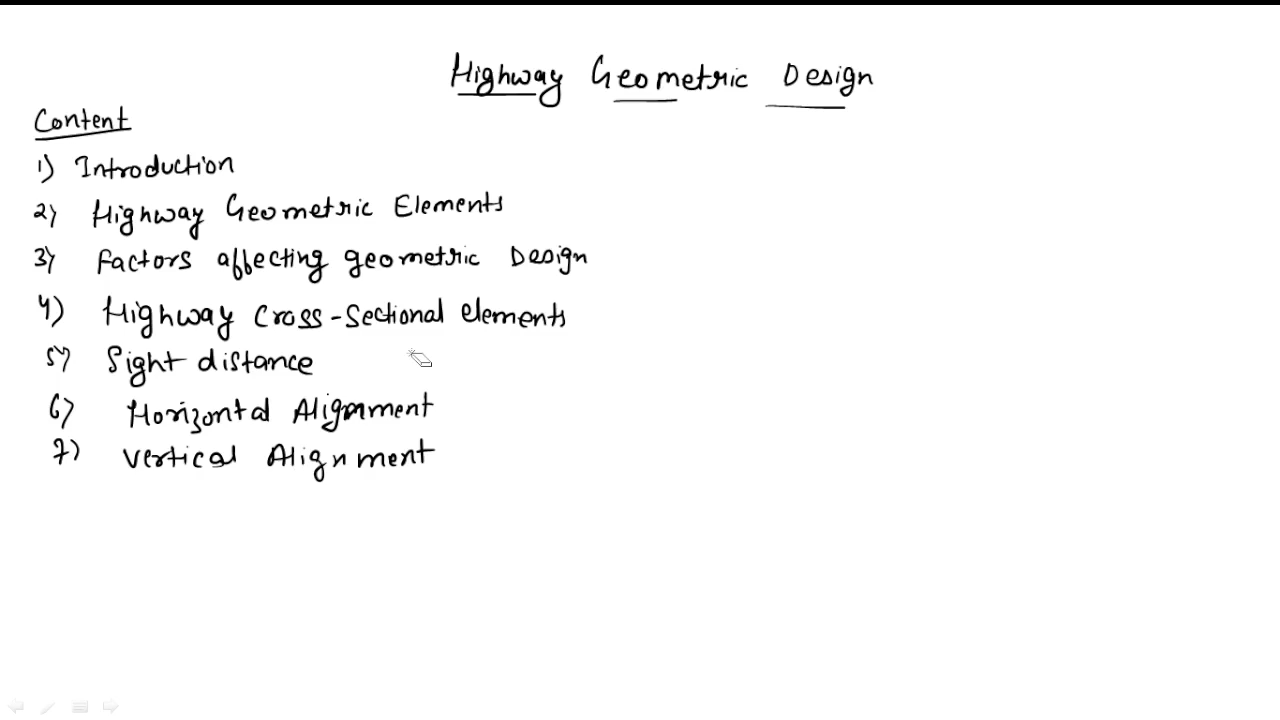 Highway Geometric Design
Content
1) Introduction
2) Highway Geometric Elements
3) Factors affecting geometric Design
4) Highway Cross-Sectional elements
5) Sight distance
6) Horizontal Alignment
7) Vertical Alignment